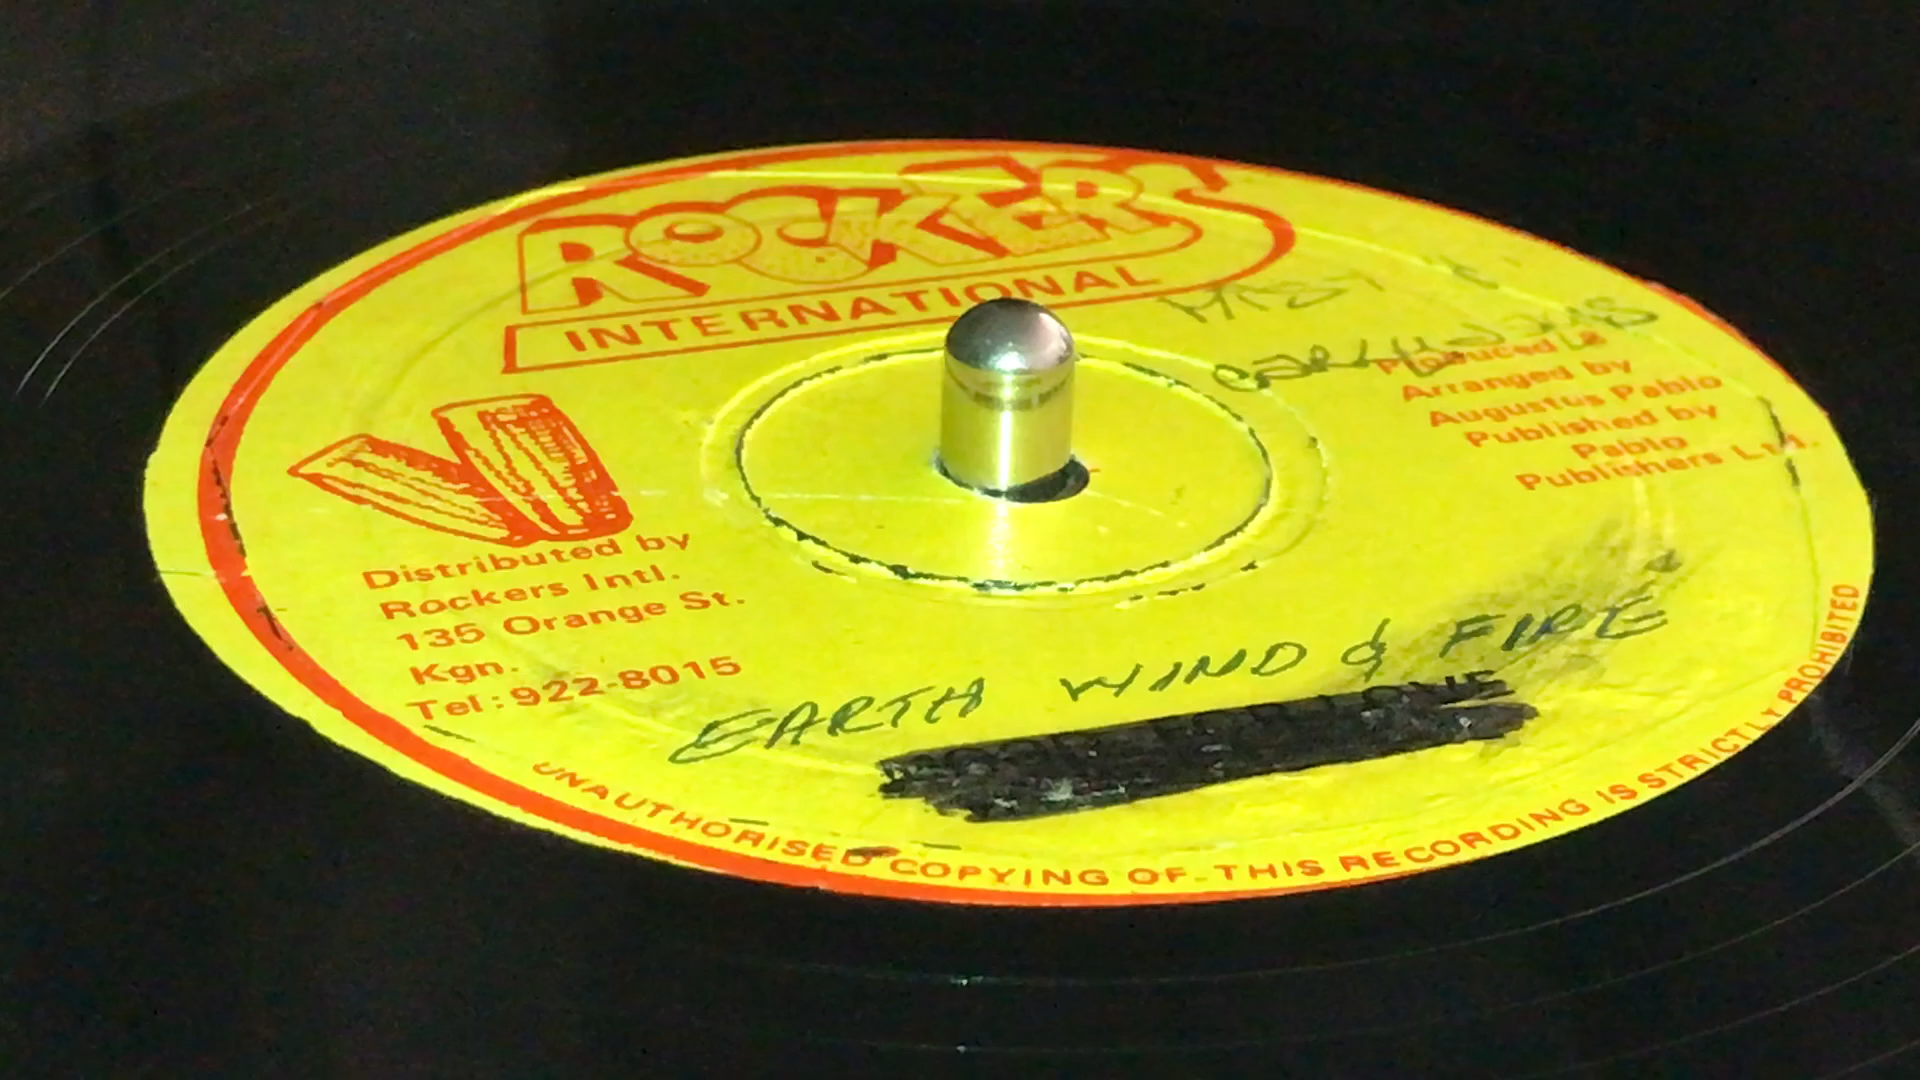 ROCKERS
INTERNATIONAL
Produced &
Arranged by
Augustus Pablo
Published by
Pablo
Publishers Ltd.
Distributed by
Rockers Intl.
135 Orange St.
Kgn.
Tel: 922-8015
EARTH WIND & FIRE
UNAUTHORISED COPYING OF THIS RECORDING IS STRICTLY PROHIBITED